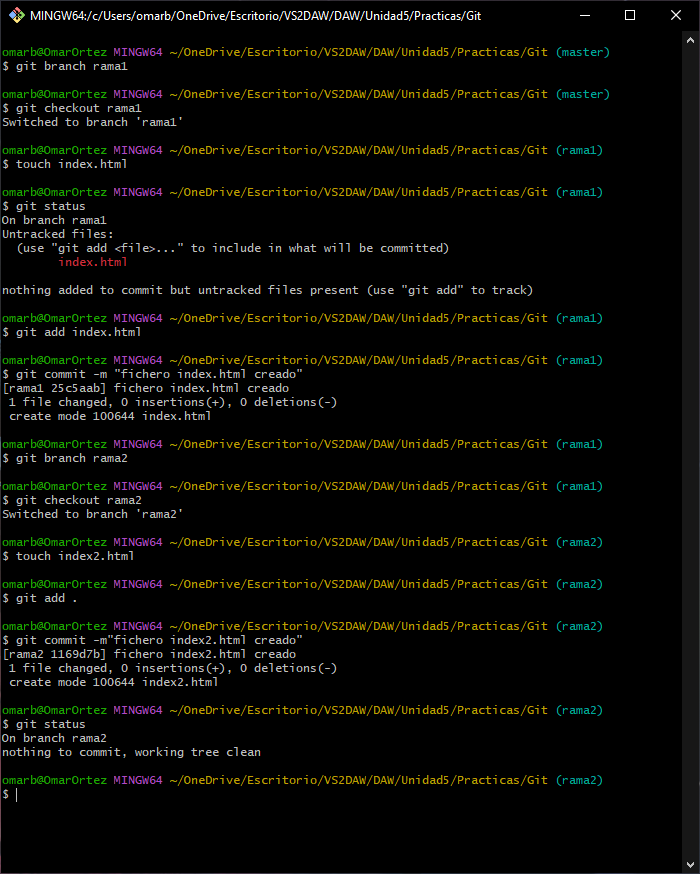 MINGW64:/c/Users/omarb/OneDrive/Escritorio/VS2DAW/DAW/Unidad5/Practicas/Git
omarb@OmarOrtez MINGW64 ~/OneDrive/Escritorio/VS2DAW/DAW/Unidad5/Practicas/Git (master)
$ git branch rama1
omarb@OmarOrtez MINGW64 ~/OneDrive/Escritorio/VS2DAW/DAW/Unidad5/Practicas/Git (master)
$ git checkout rama1
Switched to branch 'rama1'
omarb@OmarOrtez MINGW64 ~/OneDrive/Escritorio/VS2DAW/DAW/Unidad5/Practicas/Git (rama1)
$ touch index.html
omarb@OmarOrtez MINGW64 ~/OneDrive/Escritorio/VS2DAW/DAW/Unidad5/Practicas/Git (rama1)
$ git status
On branch rama1
Untracked files:
  (use "git add <file>..." to include in what will be committed)
        index.html
nothing added to commit but untracked files present (use "git add" to track)
omarb@OmarOrtez MINGW64 ~/OneDrive/Escritorio/VS2DAW/DAW/Unidad5/Practicas/Git (rama1)
$ git add index.html
omarb@OmarOrtez MINGW64 ~/OneDrive/Escritorio/VS2DAW/DAW/Unidad5/Practicas/Git (rama1)
$ git commit -m "fichero index.html creado"
[rama1 25c5aab] fichero index.html creado
 1 file changed, 0 insertions(+), 0 deletions(-)
 create mode 100644 index.html
omarb@OmarOrtez MINGW64 ~/OneDrive/Escritorio/VS2DAW/DAW/Unidad5/Practicas/Git (rama1)
$ git branch rama2
omarb@OmarOrtez MINGW64 ~/OneDrive/Escritorio/VS2DAW/DAW/Unidad5/Practicas/Git (rama1)
$ git checkout rama2
Switched to branch 'rama2'
omarb@OmarOrtez MINGW64 ~/OneDrive/Escritorio/VS2DAW/DAW/Unidad5/Practicas/Git (rama2)
$ touch index2.html
omarb@OmarOrtez MINGW64 ~/OneDrive/Escritorio/VS2DAW/DAW/Unidad5/Practicas/Git (rama2)
$ git add .
omarb@OmarOrtez MINGW64 ~/OneDrive/Escritorio/VS2DAW/DAW/Unidad5/Practicas/Git (rama2)
$ git commit -m"fichero index2.html creado"
[rama2 1169d7b] fichero index2.html creado
 1 file changed, 0 insertions(+), 0 deletions(-)
 create mode 100644 index2.html
omarb@OmarOrtez MINGW64 ~/OneDrive/Escritorio/VS2DAW/DAW/Unidad5/Practicas/Git (rama2)
$ git status
On branch rama2
nothing to commit, working tree clean
omarb@OmarOrtez MINGW64 ~/OneDrive/Escritorio/VS2DAW/DAW/Unidad5/Practicas/Git (rama2)
$